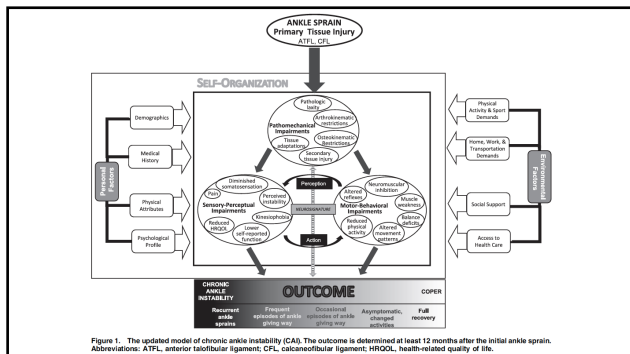 ANKLE SPRAIN
Primary Tissue Injury
ATFL, CFL
SELF-ORGANIZATION
Pathologic
laxity
Arthrokinematic
restrictions
Pathomechanical
Impairments
Osteokinematic
Restrictions
Tissue
adaptations
Secondary
tissue injury
Personal
Factors
Demographics
Medical
History
Physical
Attributes
Psychological
Profile
Diminished
somatosensation
Pain
Perceived
instability
Sensory-Perceptual
Impairments
Kinesiophobia
Reduced
HRQOL
Lower
self-reported
function
Perception
NEUROSIGNATURE
Action
Neuromuscular
inhibition
Altered
reflexes
Muscle
weakness
Motor-Behavioral
Impairments
Balance
deficits
Reduced
physical
activity
Altered
movement
patterns
Physical
Activity & Sport
Demands
Home, Work, &
Transportation
Demands
Social Support
Access to
Health Care
Environmental
Factors
CHRONIC
ANKLE
INSTABILITY
OUTCOME
COPER
Recurrent
ankle
sprains
Frequent
episodes of ankle
giving way
Occasional
episodes of ankle
giving way
Asymptomatic,
changed
activities
Full
recovery
Figure 1. The updated model of chronic ankle instability (CAI). The outcome is determined at least 12 months after the initial ankle sprain.
Abbreviations: ATFL, anterior talofibular ligament; CFL, calcaneofibular ligament; HRQOL, health-related quality of life.